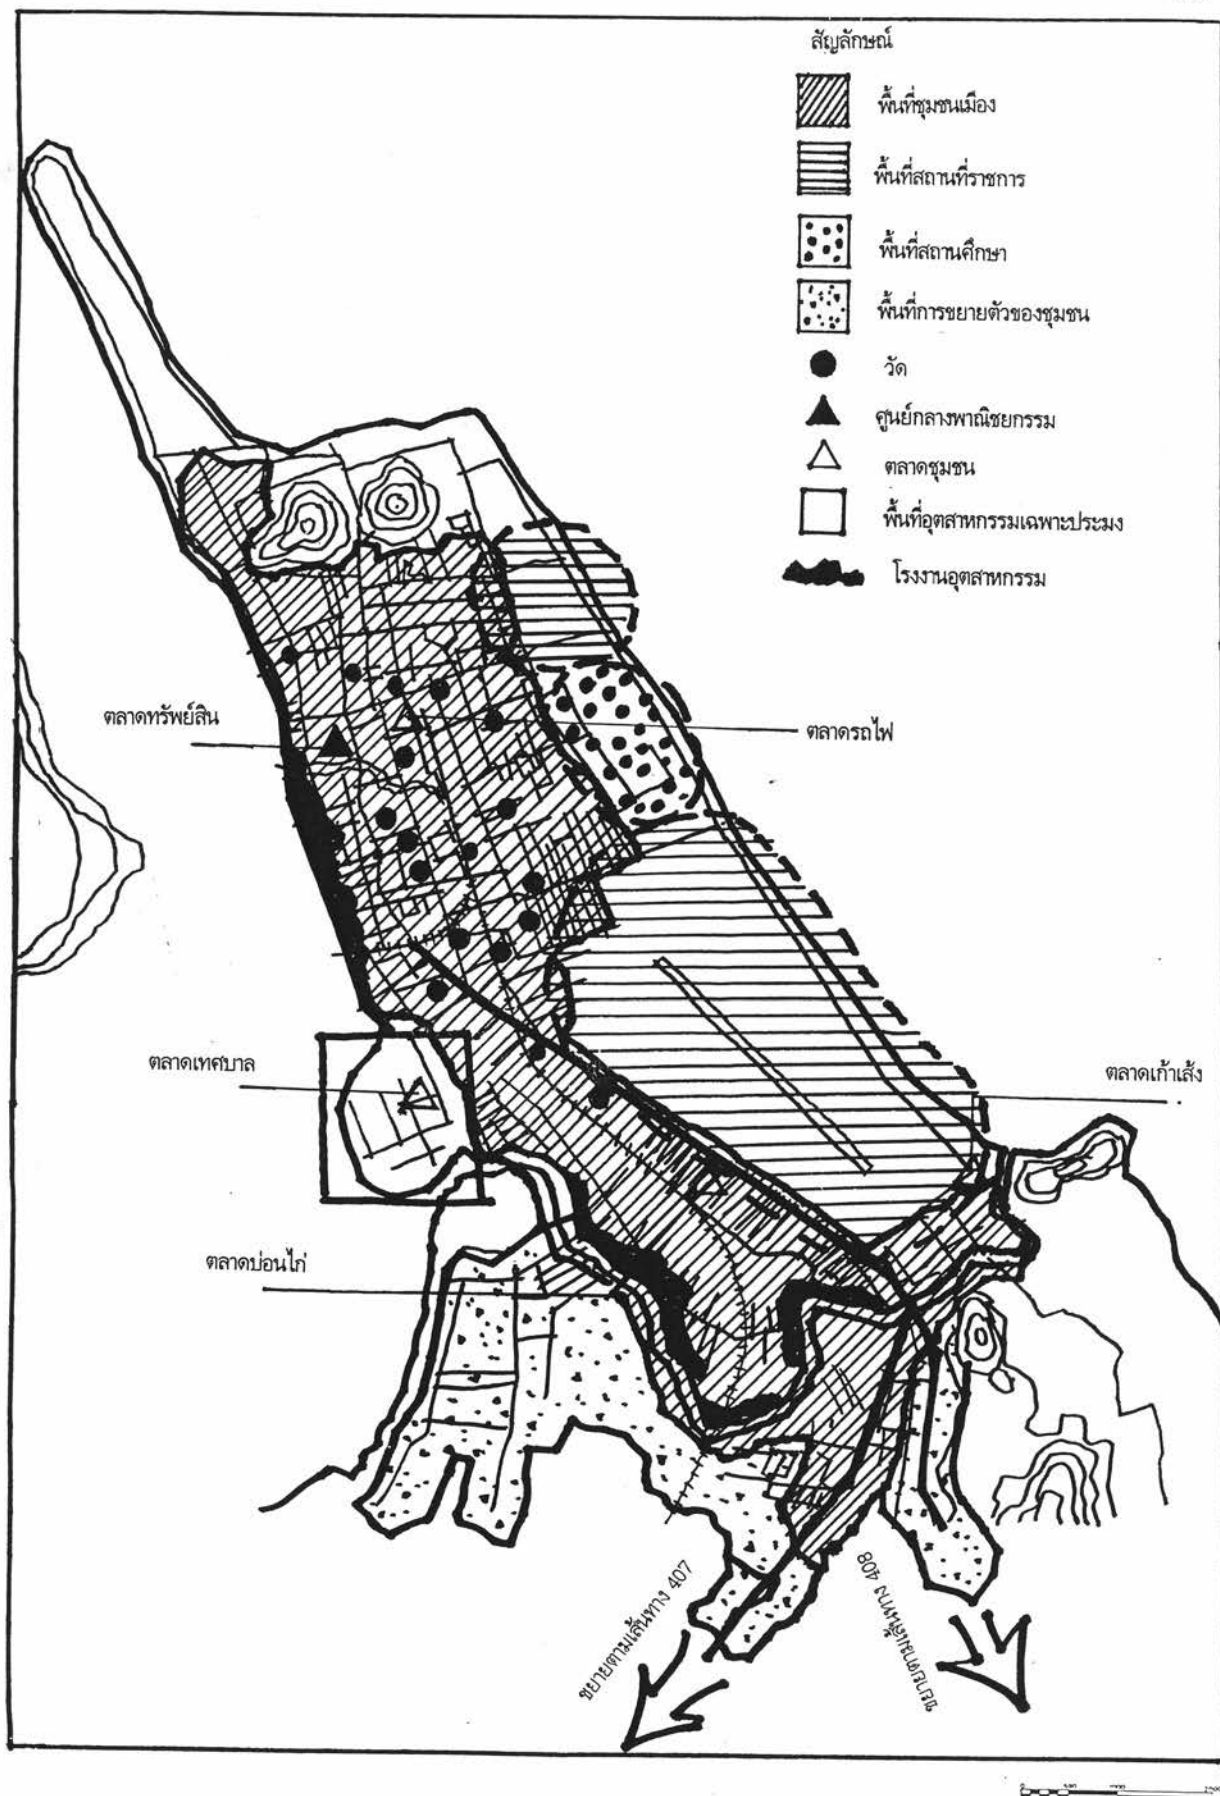 สัญลักษณ์
พื้นที่ชุมชนเมือง
พื้นที่สถานที่ราชการ
พื้นที่สถานศึกษา
พื้นที่การขยายตัวของชุมชน
วัด
ศูนย์กลางพาณิชยกรรม
ตลาดชุมชน
พื้นที่อุตสาหกรรมเฉพาะประมง
โรงงานอุตสาหกรรม
ตลาดทรัพย์สิน
ตลาดรถไฟ
ตลาดเทศบาล
ตลาดเก้าเส้ง
ตลาดบ่อนไก่
ขยายตามเส้นทาง 407
ขยายตามเส้นทาง 408